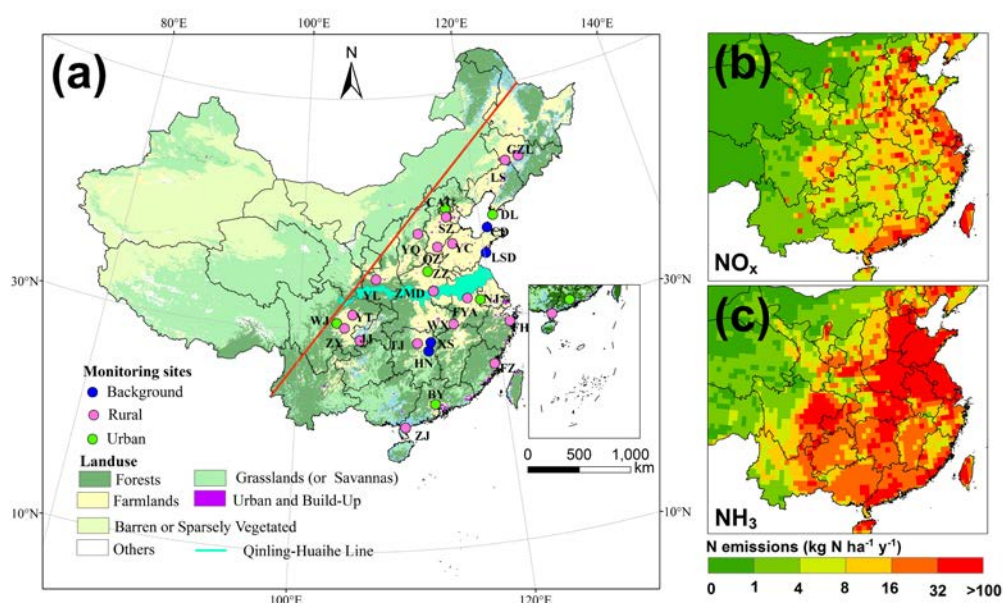 80°E
100°E
120°E
140°E
(a)
N
GZL
LS
CAU
DL
SZ
CD
YQ
YC
QZ
LSD
ZZ
30°N
30°N
YL
ZMD
NJ
WJ
YT
FYA
ZY
JJ
WX
FH
XS
HN
FZ
BY
ZJ
Monitoring sites
Background
Rural
Urban
0 500 1,000
km
Landuse
Forests
Grasslands (or Savannas)
Farmlands
Urban and Build-Up
Barren or Sparsely Vegetated
Others
Qinling-Huaihe Line
10°N
10°N
100°E
120°E
(b)
NOx
(c)
NH3
N emissions (kg N ha-1 y-1)
0 1 4 8 16 32 >100